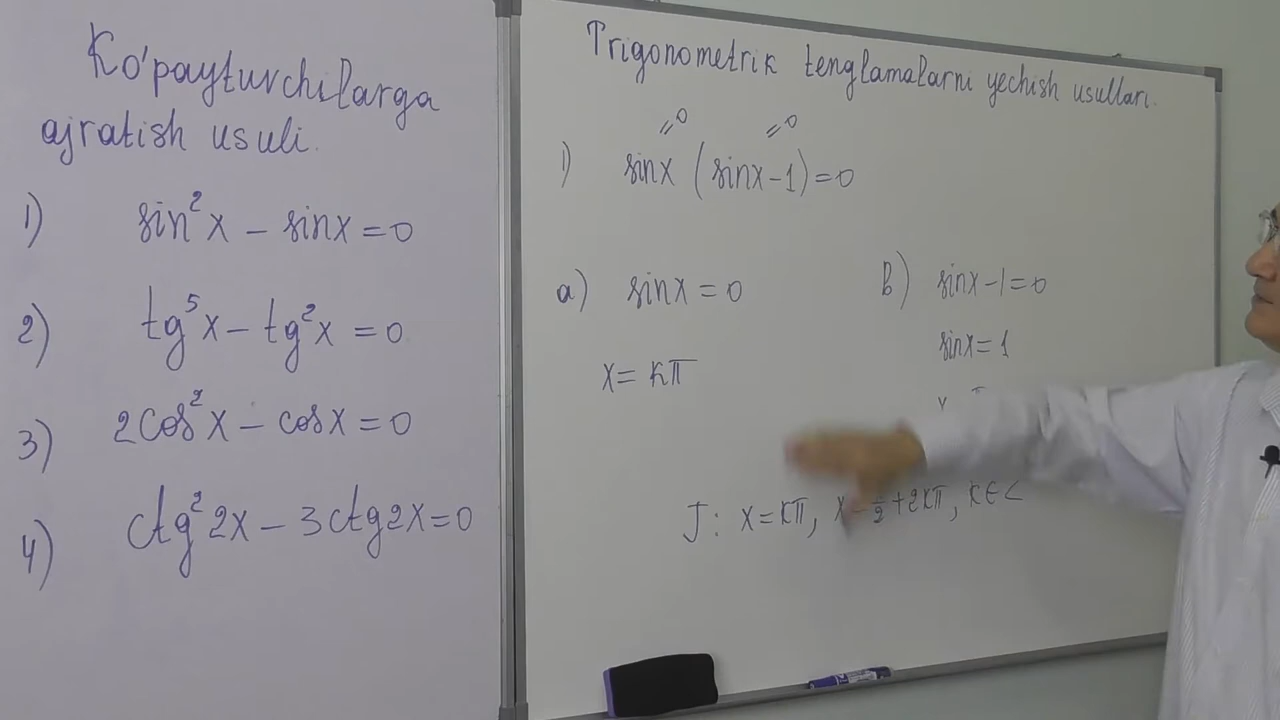 Ko'payturchilarga
ajratish usuli.
1) sin²x − sinx = 0
2) tg⁵x − tg²x = 0
3) 2cos²x − cosx = 0
4) ctg²2x − 3ctg2x = 0
Trigonometrik tenglamalarni yechish usullari.
=0 =0
1) sinx (sinx−1) = 0
a) sinx = 0
x = kπ
B) sinx−1=0
sinx = 1
x
J: x = kπ, x 2+2kπ, k∈